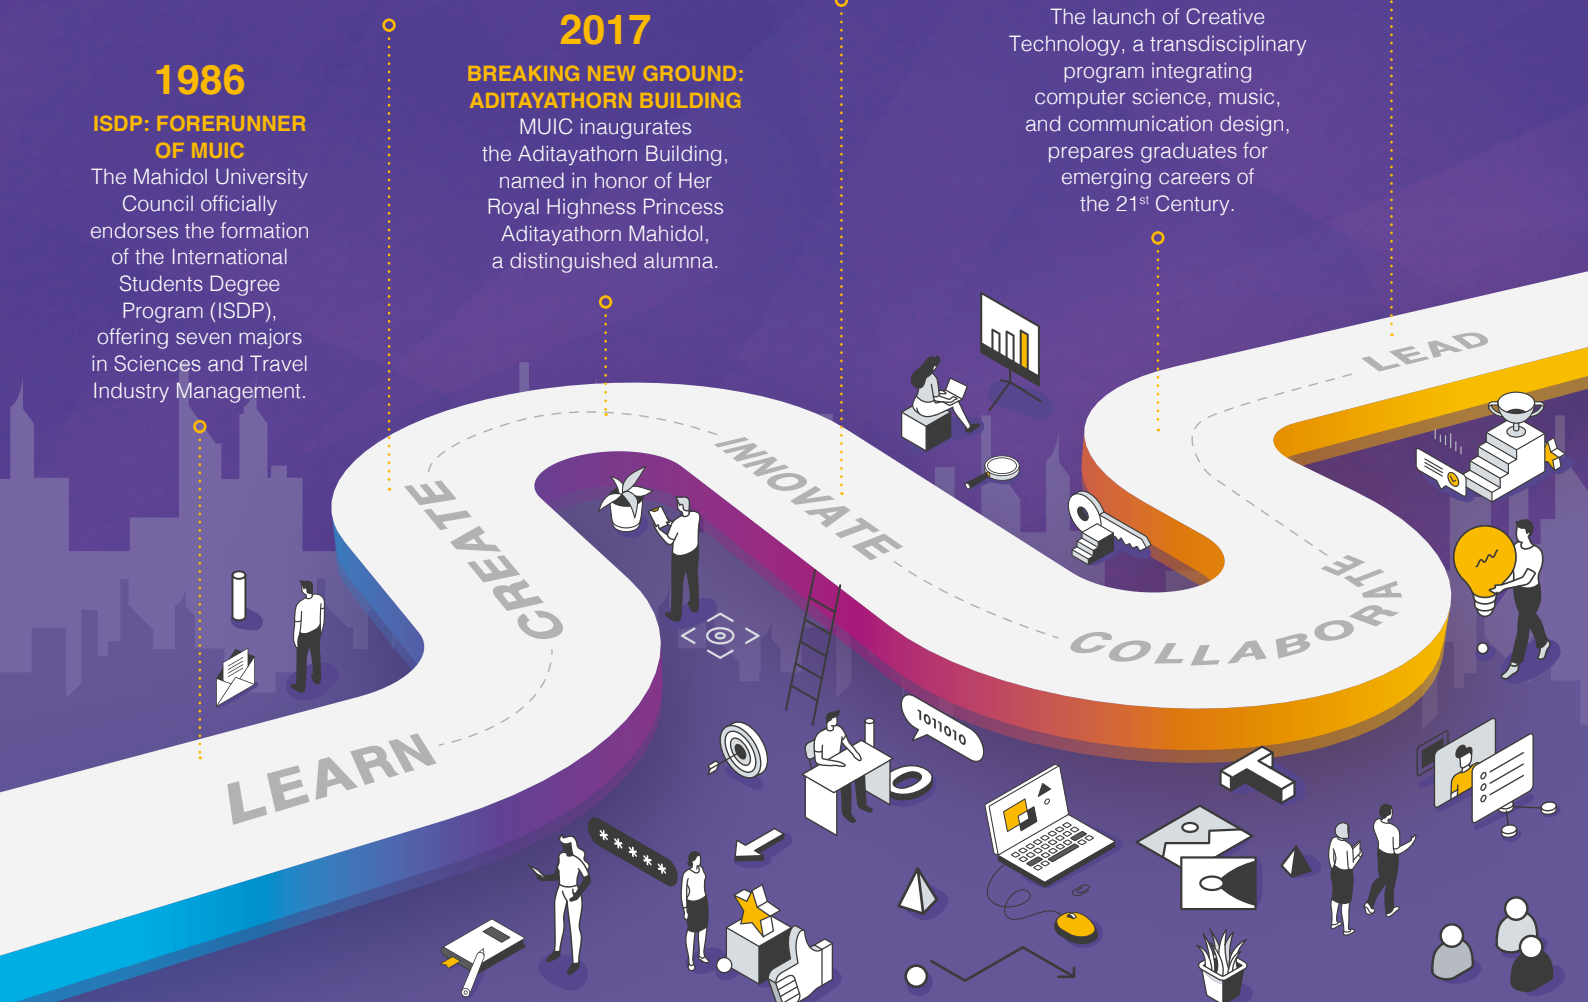 1986
ISDP: FORERUNNER
OF MUIC
The Mahidol University
Council officially
endorses the formation
of the International
Students Degree
Program (ISDP),
offering seven majors
in Sciences and Travel
Industry Management.
2017
BREAKING NEW GROUND:
ADITAYATHORN BUILDING
MUIC inaugurates
the Aditayathorn Building,
named in honor of Her
Royal Highness Princess
Aditayathorn Mahidol,
a distinguished alumna.
The launch of Creative
Technology, a transdisciplinary
program integrating
computer science, music,
and communication design,
prepares graduates for
emerging careers of
the 21st Century.
LEARN
CREATE
INNOVATE
COLLABORATE
LEAD
1011010
*****